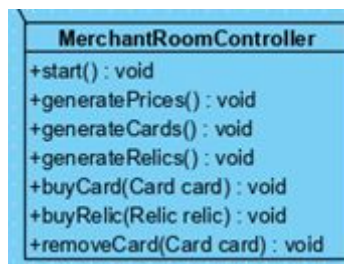 MerchantRoomController
+start() : void
+generatePrices() : void
+generateCards() : void
+generateRelics() : void
+buyCard(Card card) : void
+buyRelic(Relic relic) : void
+removeCard(Card card) : void